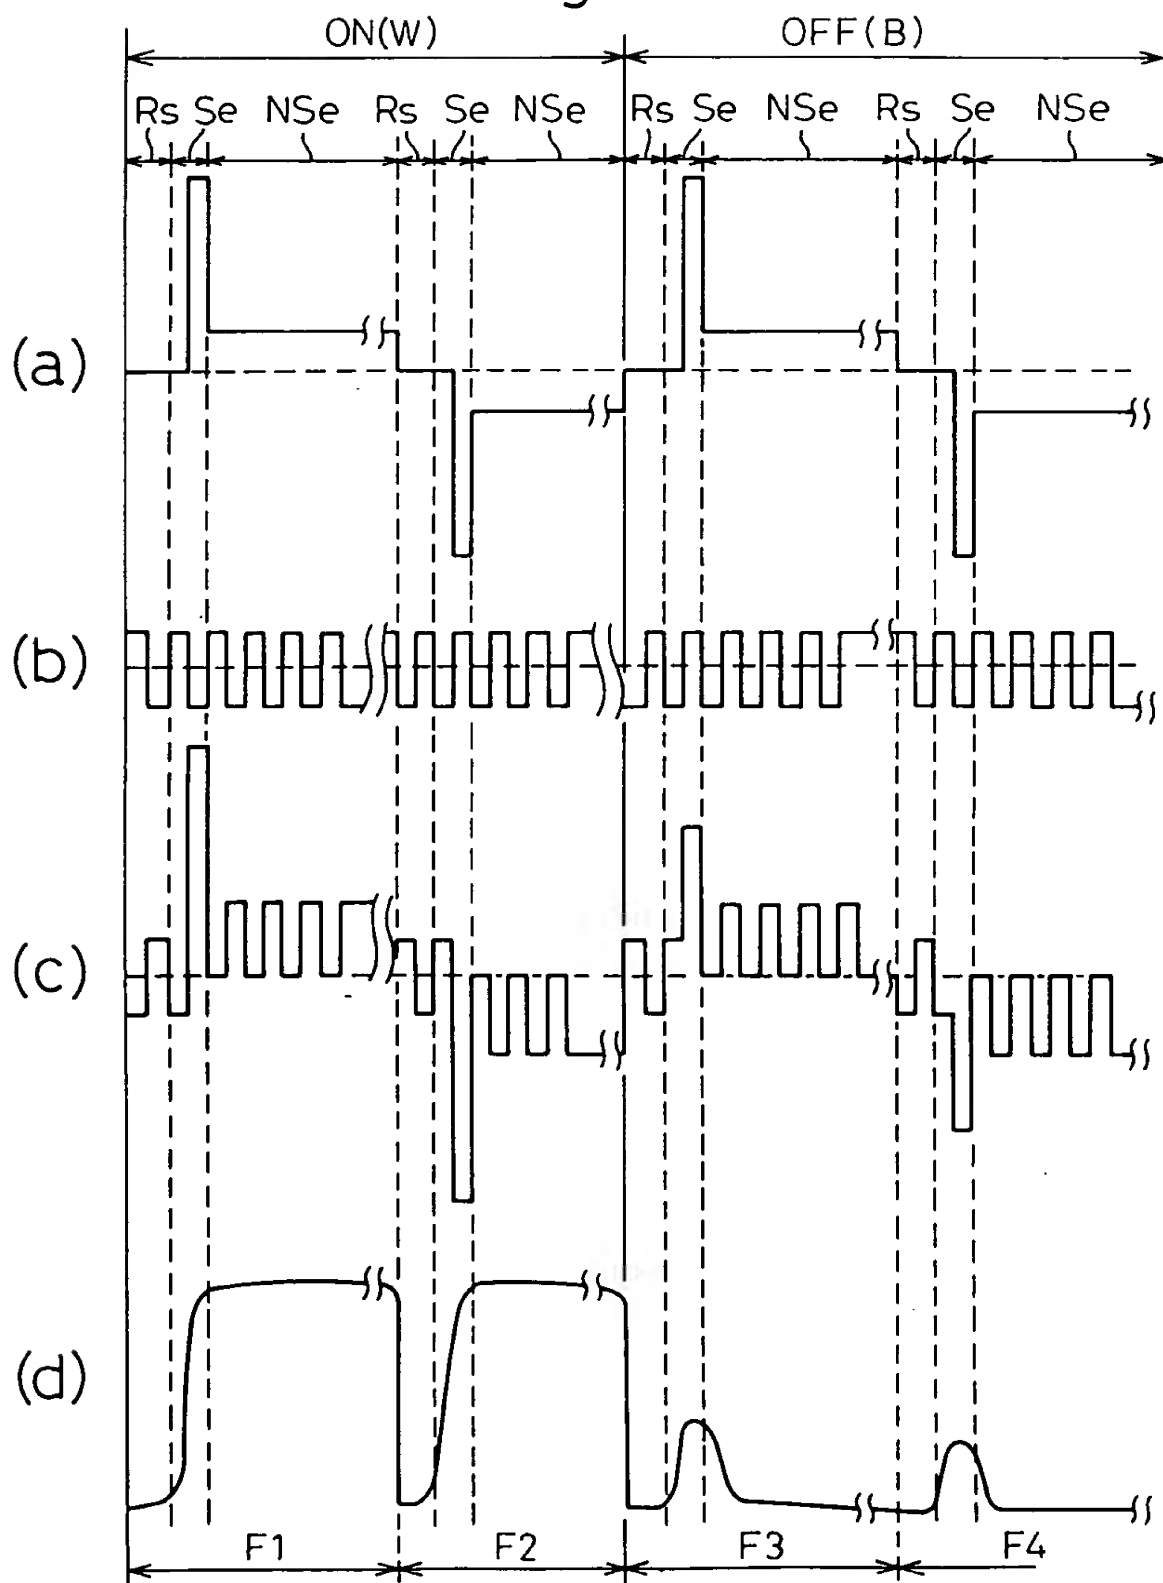 ON(W) OFF(B)
Rs Se NSe Rs Se NSe Rs Se NSe Rs Se NSe
(a)
(b)
(c)
(d)
F1 F2 F3 F4